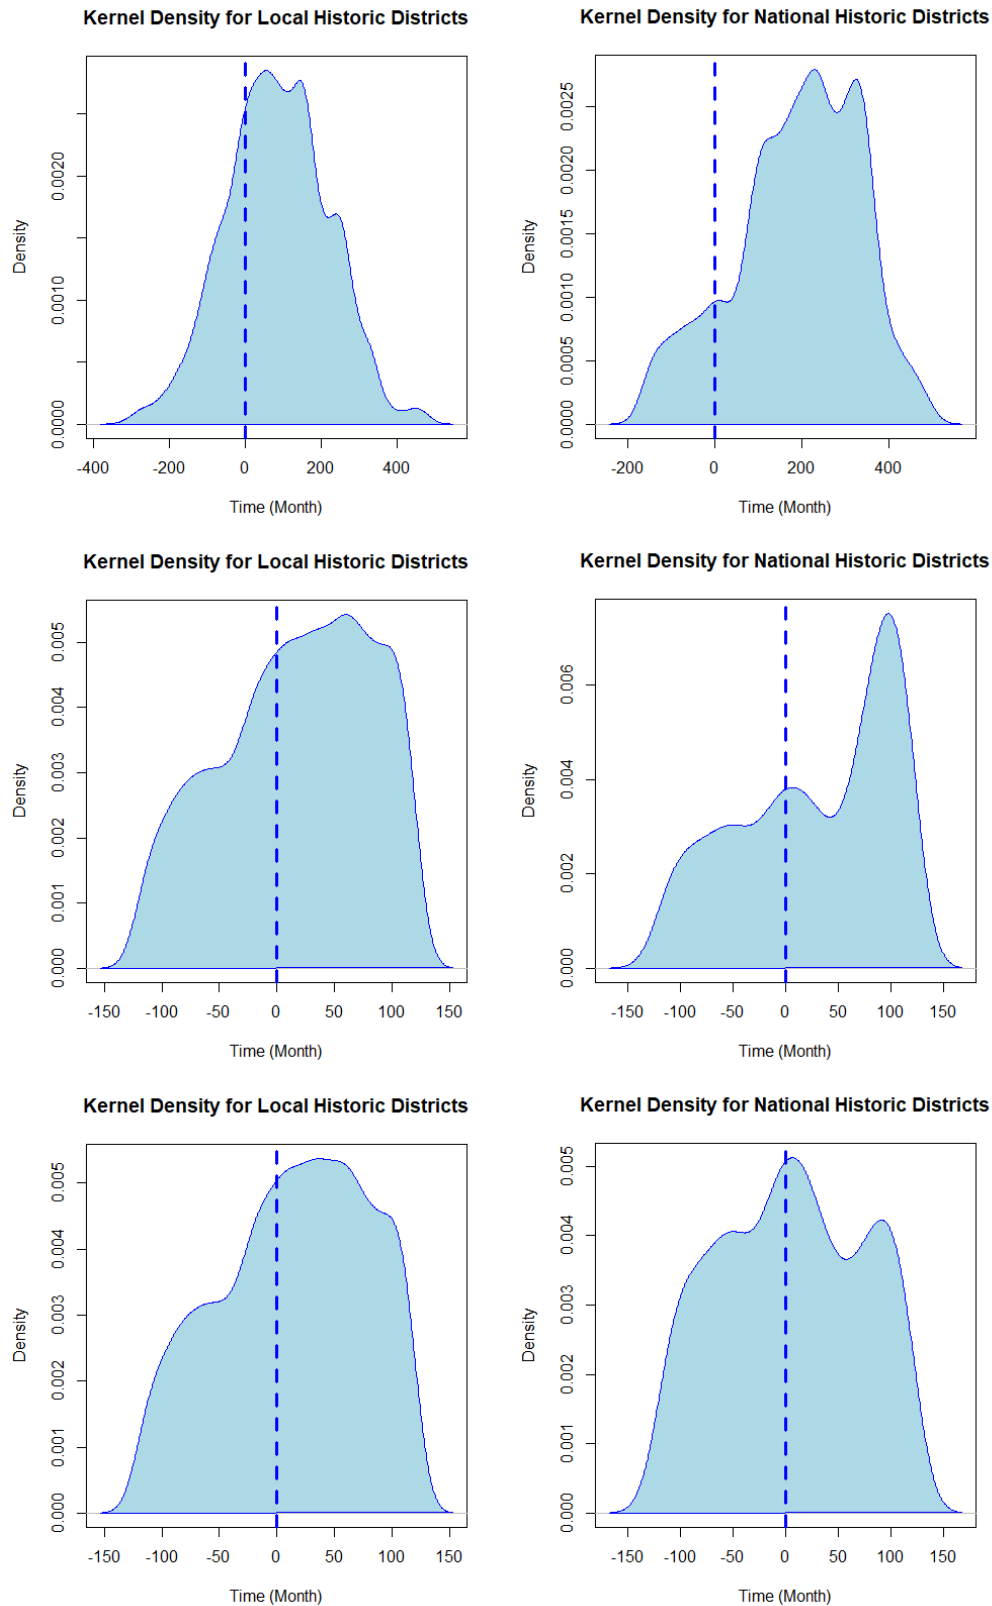 Kernel Density for Local Historic Districts
Density
0.0000
0.0010
0.0020
-400 -200 0 200 400
Time (Month)
Kernel Density for National Historic Districts
Density
0.0000
0.0005
0.0010
0.0015
0.0020
0.0025
-200 0 200 400
Time (Month)
Kernel Density for Local Historic Districts
Density
0.000
0.001
0.002
0.003
0.004
0.005
-150 -100 -50 0 50 100 150
Time (Month)
Kernel Density for National Historic Districts
Density
0.000
0.002
0.004
0.006
-150 -100 -50 0 50 100 150
Time (Month)
Kernel Density for Local Historic Districts
Density
0.000
0.001
0.002
0.003
0.004
0.005
-150 -100 -50 0 50 100 150
Time (Month)
Kernel Density for National Historic Districts
Density
0.000
0.001
0.002
0.003
0.004
0.005
-150 -100 -50 0 50 100 150
Time (Month)